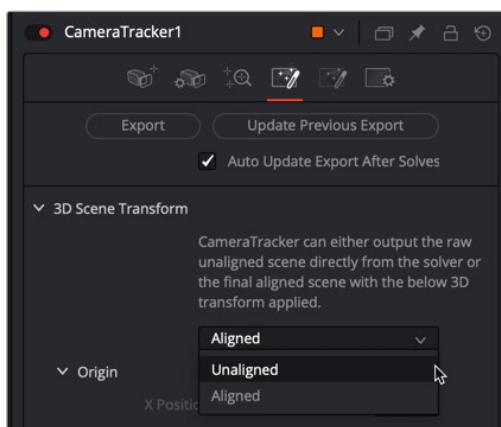 CameraTracker1
Export
Update Previous Export
Auto Update Export After Solves
3D Scene Transform
CameraTracker can either output the raw
unaligned scene directly from the solver or
the final aligned scene with the below 3D
transform applied.
Aligned
Origin
Unaligned
Aligned
X